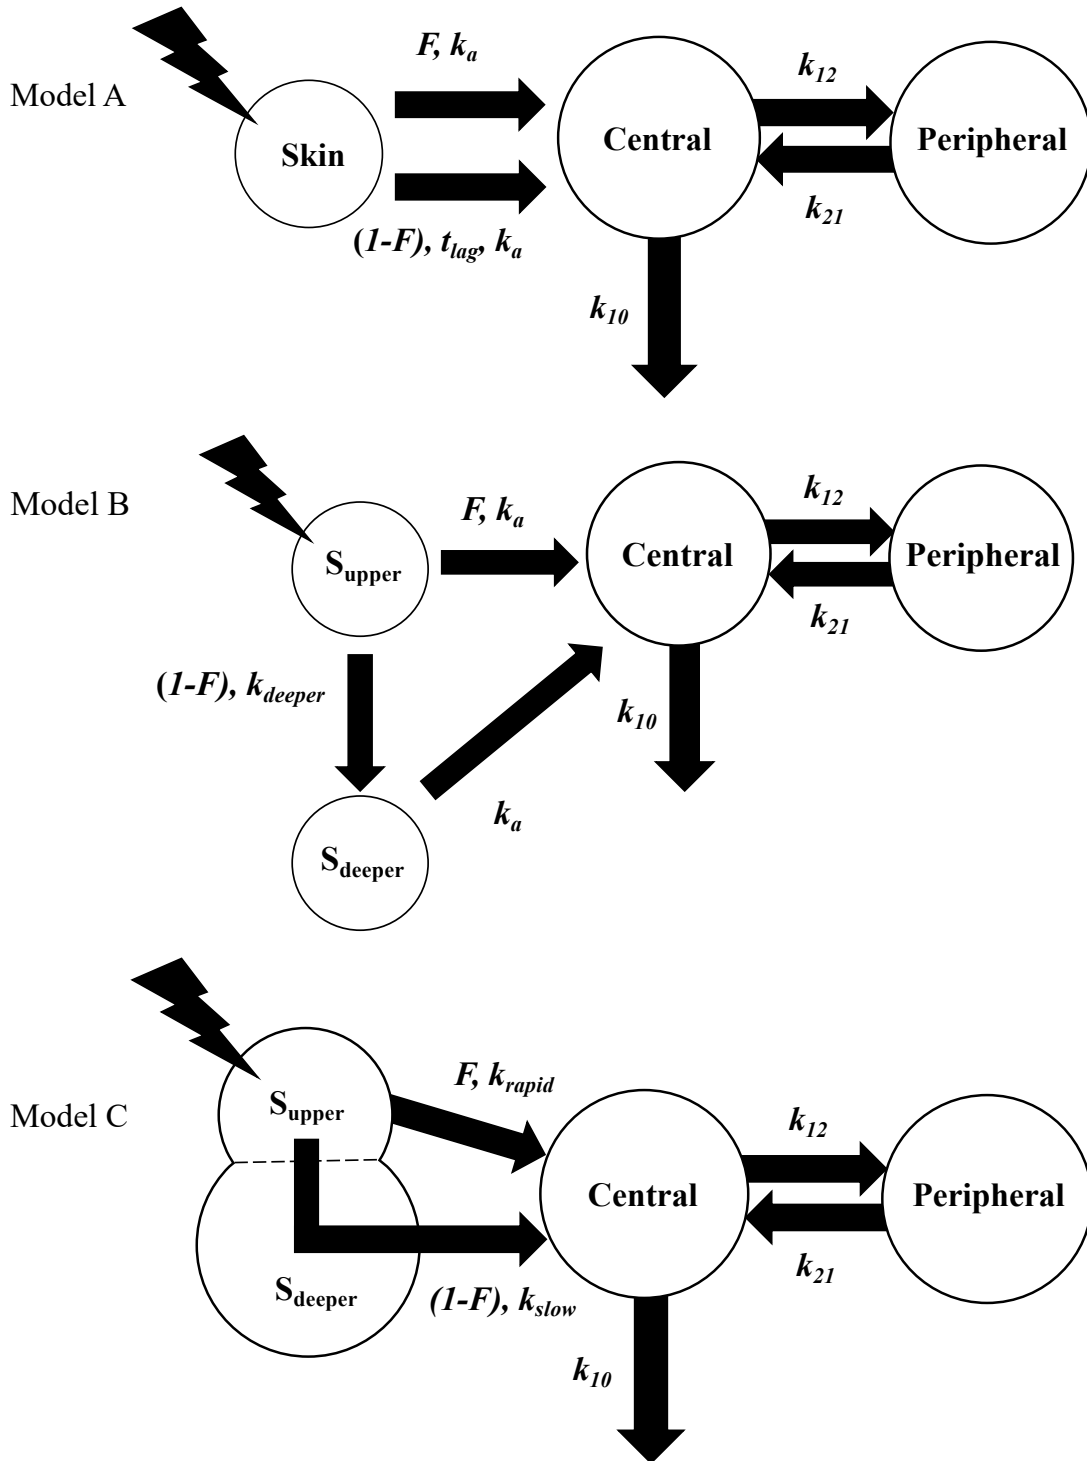 Model A
Skin
F, ka
(1-F), tlag, ka
Central
k12
k21
Peripheral
k10
Model B
Supper
F, ka
(1-F), kdeeper
Sdeeper
ka
Central
k12
k21
Peripheral
k10
Model C
Supper
Sdeeper
F, krapid
(1-F), kslow
Central
k12
k21
Peripheral
k10